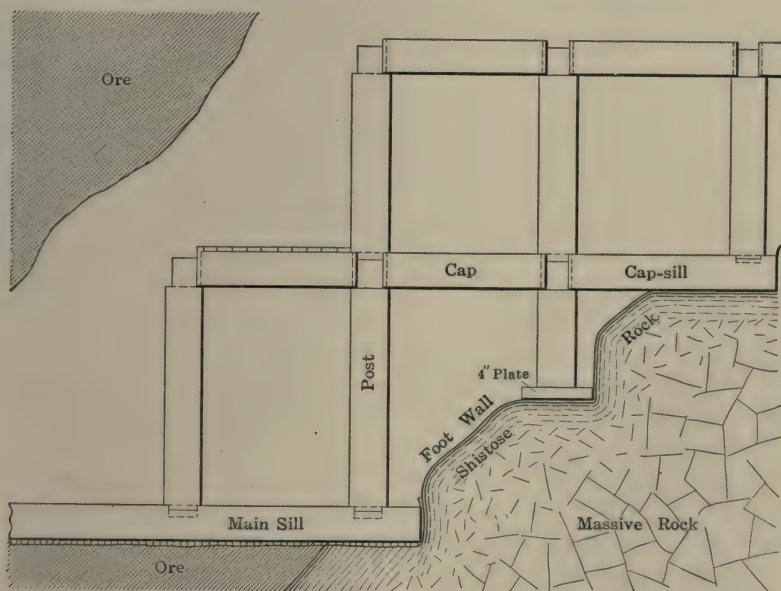 Ore
Cap
Cap-sill
Rock
Post
4" Plate
Foot Wall
Shistose
Main Sill
Massive Rock
Ore